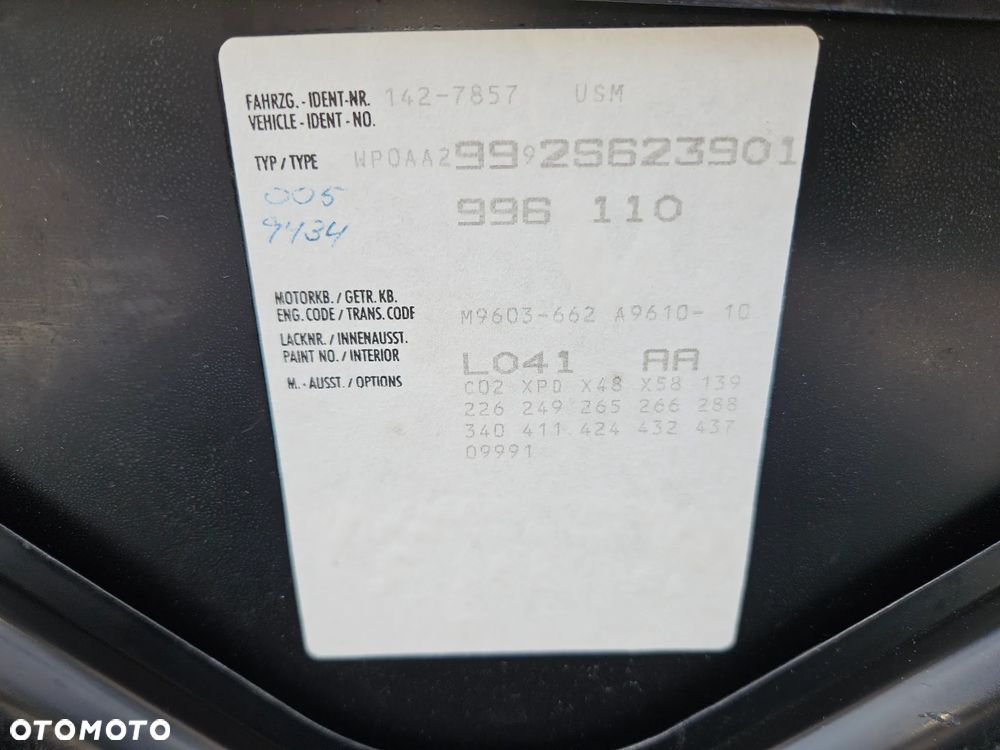 FAHRZG.-IDENT-NR. 142-7857 USM
VEHICLE-IDENT-NO.
TYP / TYPE WP0AA29992S623901
005 996 110
9434
MOTORKB. / GETR.KB.
ENG.CODE / TRANS.CODE M9603-662 A9610- 10
LACKNR. / INNENAUSST.
PAINT NO. / INTERIOR L041 AA
M.-AUSST. / OPTIONS C02 XPD X48 X58 139
226 249 265 266 288
340 411 424 432 437
09991
OTOMOTO